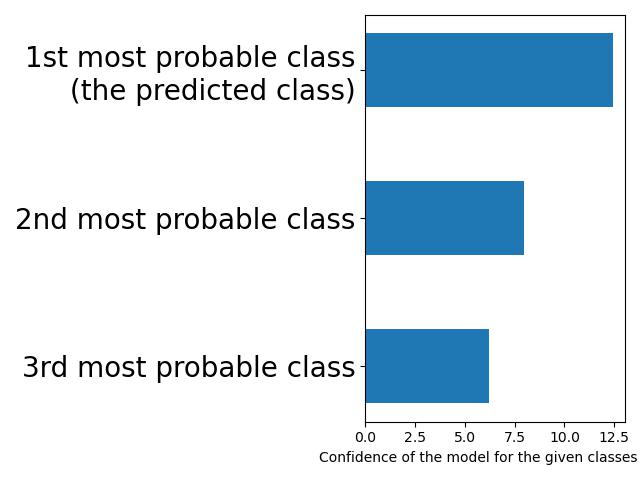 1st most probable class
(the predicted class)
2nd most probable class
3rd most probable class
0.0 2.5 5.0 7.5 10.0 12.5
Confidence of the model for the given classes